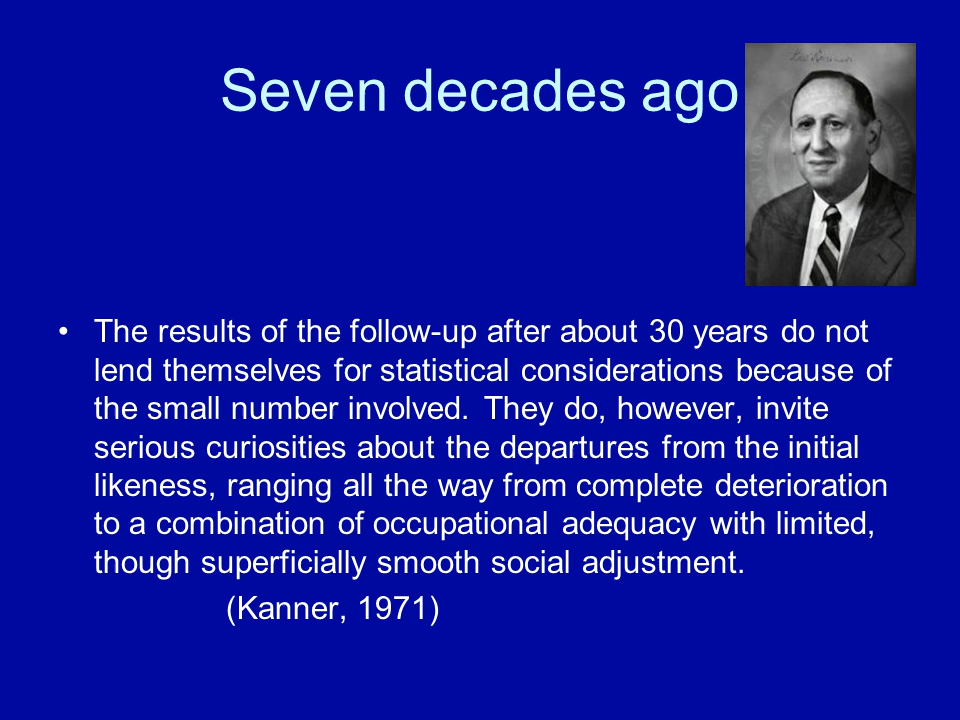 Seven decades ago
• The results of the follow-up after about 30 years do not
lend themselves for statistical considerations because of
the small number involved. They do, however, invite
serious curiosities about the departures from the initial
likeness, ranging all the way from complete deterioration
to a combination of occupational adequacy with limited,
though superficially smooth social adjustment.
(Kanner, 1971)